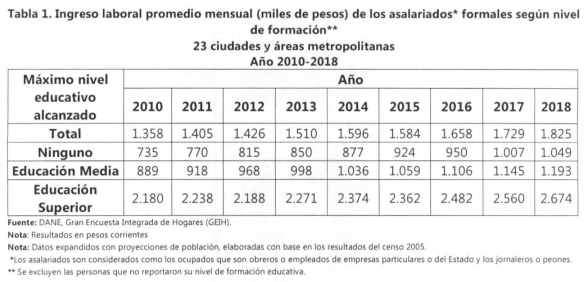 Tabla 1. Ingreso laboral promedio mensual (miles de pesos) de los asalariados* formales según nivel
de formación**
23 ciudades y áreas metropolitanas
Año 2010-2018
Máximo nivel educativo alcanzado Año
2010 2011 2012 2013 2014 2015 2016 2017 2018
Total 1.358 1.405 1.426 1.510 1.596 1.584 1.658 1.729 1.825
Ninguno 735 770 815 850 877 924 950 1.007 1.049
Educación Media 889 918 968 998 1.036 1.059 1.106 1.145 1.193
Educación Superior 2.180 2.238 2.188 2.271 2.374 2.362 2.482 2.560 2.674
Fuente: DANE, Gran Encuesta Integrada de Hogares (GEIH).
Nota: Resultados en pesos corrientes
Nota: Datos expandidos con proyecciones de población, elaboradas con base en los resultados del censo 2005.
*Los asalariados son considerados como los ocupados que son obreros o empleados de empresas particulares o del Estado y los jornaleros o peones.
** Se excluyen las personas que no reportaron su nivel de formación educativa.